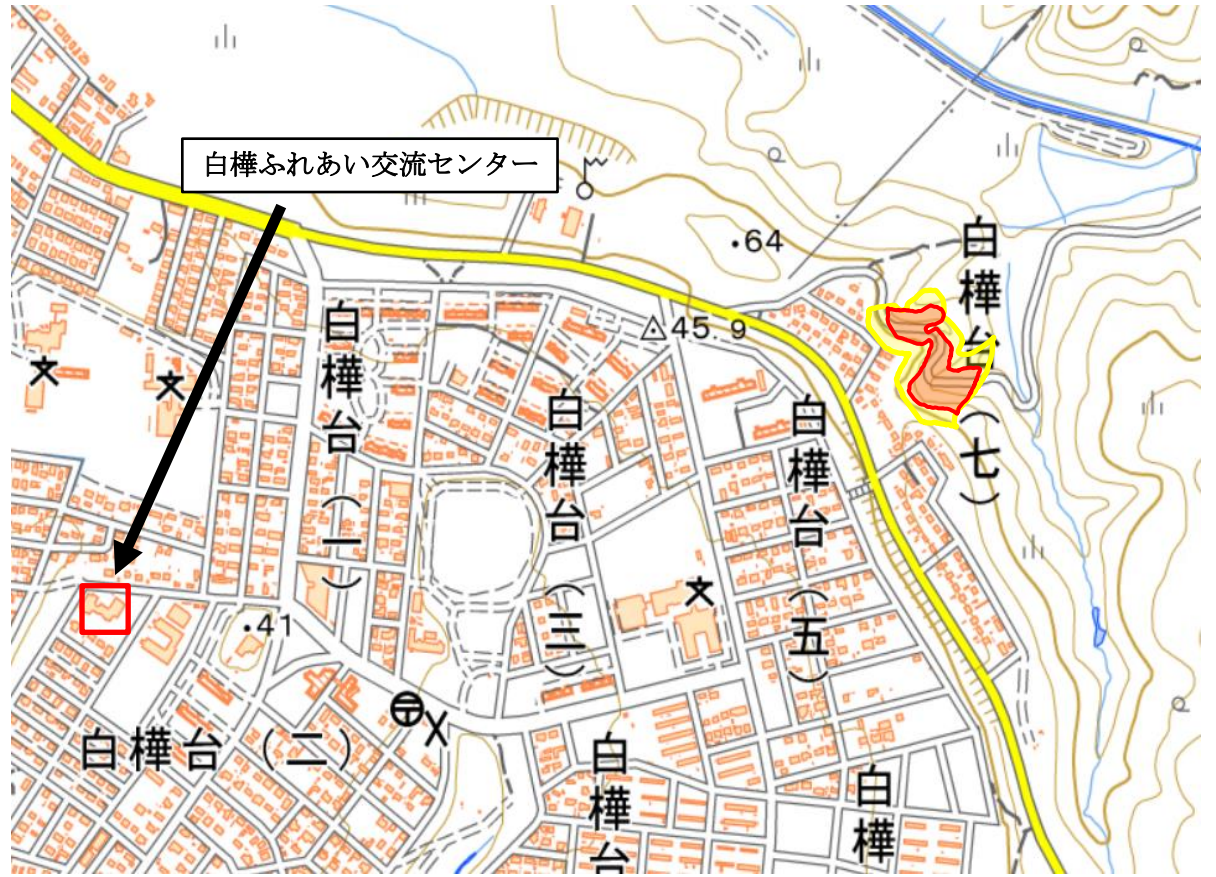 白樺ふれあい交流センター
・64
白樺台（七）
45.9
白樺台（一）
白樺台（三）
白樺台（五）
・41
白樺台（二）
白樺台
白樺